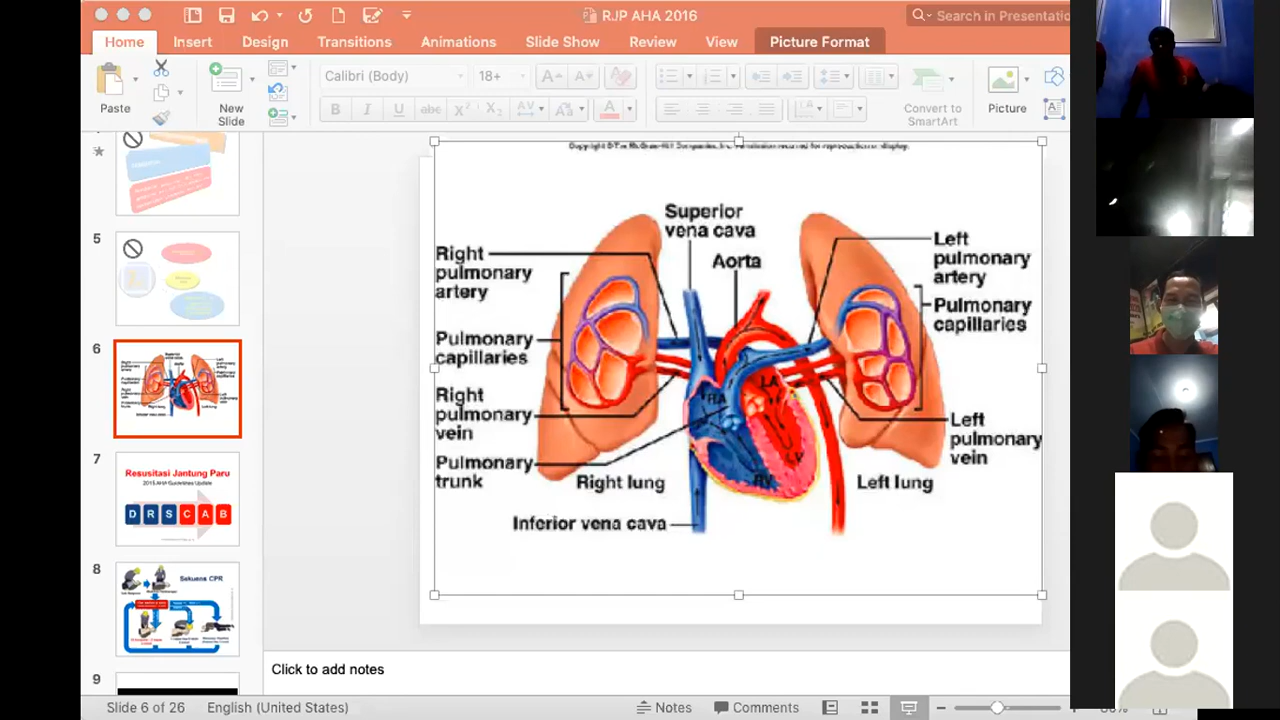 RJP AHA 2016
Search in Presentatio
Home Insert Design Transitions Animations Slide Show Review View Picture Format
Paste
New
Slide
Calibri (Body) 18+
Convert to
SmartArt
Picture
5
6
7
Resusitasi Jantung Paru
2015 AHA Guidelines Update
D R S C A B
8
Sekuens CPR
9
Superior
vena cava
Aorta
Right
pulmonary
artery
Pulmonary
capillaries
Right
pulmonary
vein
Pulmonary
trunk
Right lung
Inferior vena cava
Left
pulmonary
artery
Pulmonary
capillaries
Left
pulmonary
vein
Left lung
RA
LA
LV
RV
Click to add notes
Slide 6 of 26 English (United States) Notes Comments